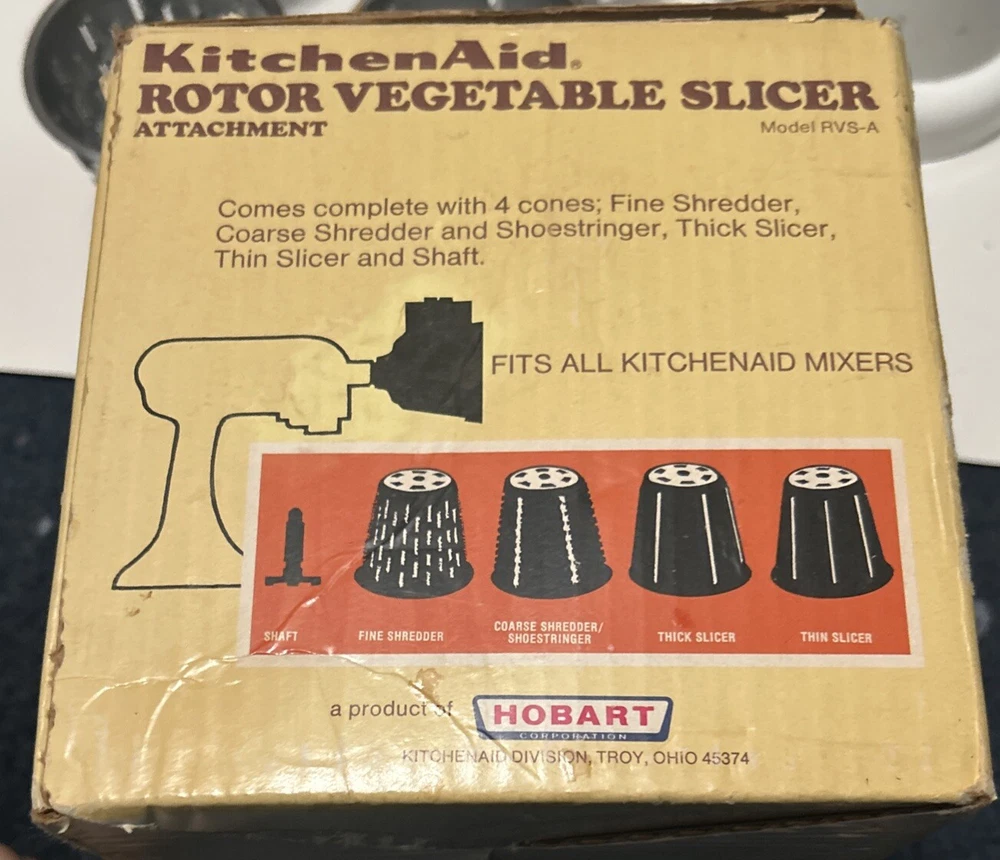 KitchenAid®
ROTOR VEGETABLE SLICER
ATTACHMENT
Model RVS-A
Comes complete with 4 cones; Fine Shredder,
Coarse Shredder and Shoestringer, Thick Slicer,
Thin Slicer and Shaft.
FITS ALL KITCHENAID MIXERS
SHAFT
FINE SHREDDER
COARSE SHREDDER/
SHOESTRINGER
THICK SLICER
THIN SLICER
a product of
HOBART
CORPORATION
KITCHENAID DIVISION, TROY, OHIO 45374